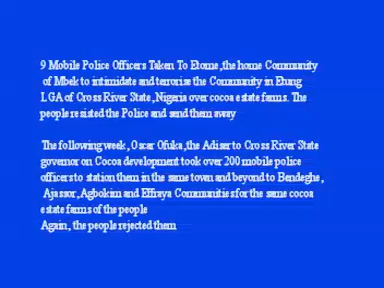 9 Mobile Police Officers Taken To Etome, the home Community
of Mbek to intimidate and terrorise the Community in Etung
LGA of Cross River State, Nigeria over cocoa estate farms. The
people resisted the Police and send them away
The following week, Oscar Ofuka, the Adiser to Cross River State
governor on Cocoa development took over 200 mobile police
officers to station them in the same town and beyond to Bendeghe,
Ajassor, Agbokim and Effraya Communities for the same cocoa
estate farms of the people
Again, the people rejected them